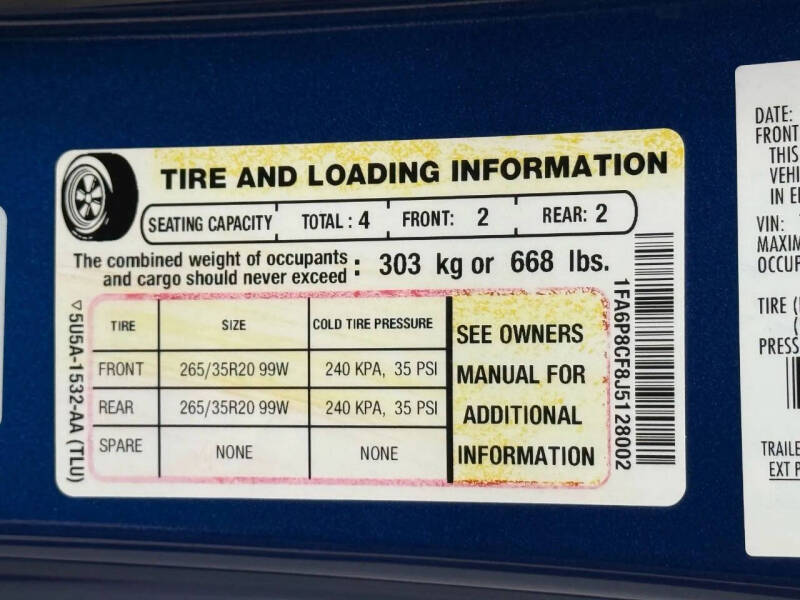 TIRE AND LOADING INFORMATION
SEATING CAPACITY TOTAL : 4 FRONT: 2 REAR: 2
The combined weight of occupants
and cargo should never exceed : 303 kg or 668 lbs.
TIRE SIZE COLD TIRE PRESSURE
FRONT 265/35R20 99W 240 KPA, 35 PSI
REAR 265/35R20 99W 240 KPA, 35 PSI
SPARE NONE NONE
SEE OWNERS
MANUAL FOR
ADDITIONAL
INFORMATION
5U5A-1532-AA (TLU)
1FA6P8CF8J5128002
DATE:
FRONT
THIS
VEHI
IN E
VIN:
MAXIM
OCCUP
TIRE (
(
PRESS
TRAILE
EXT P